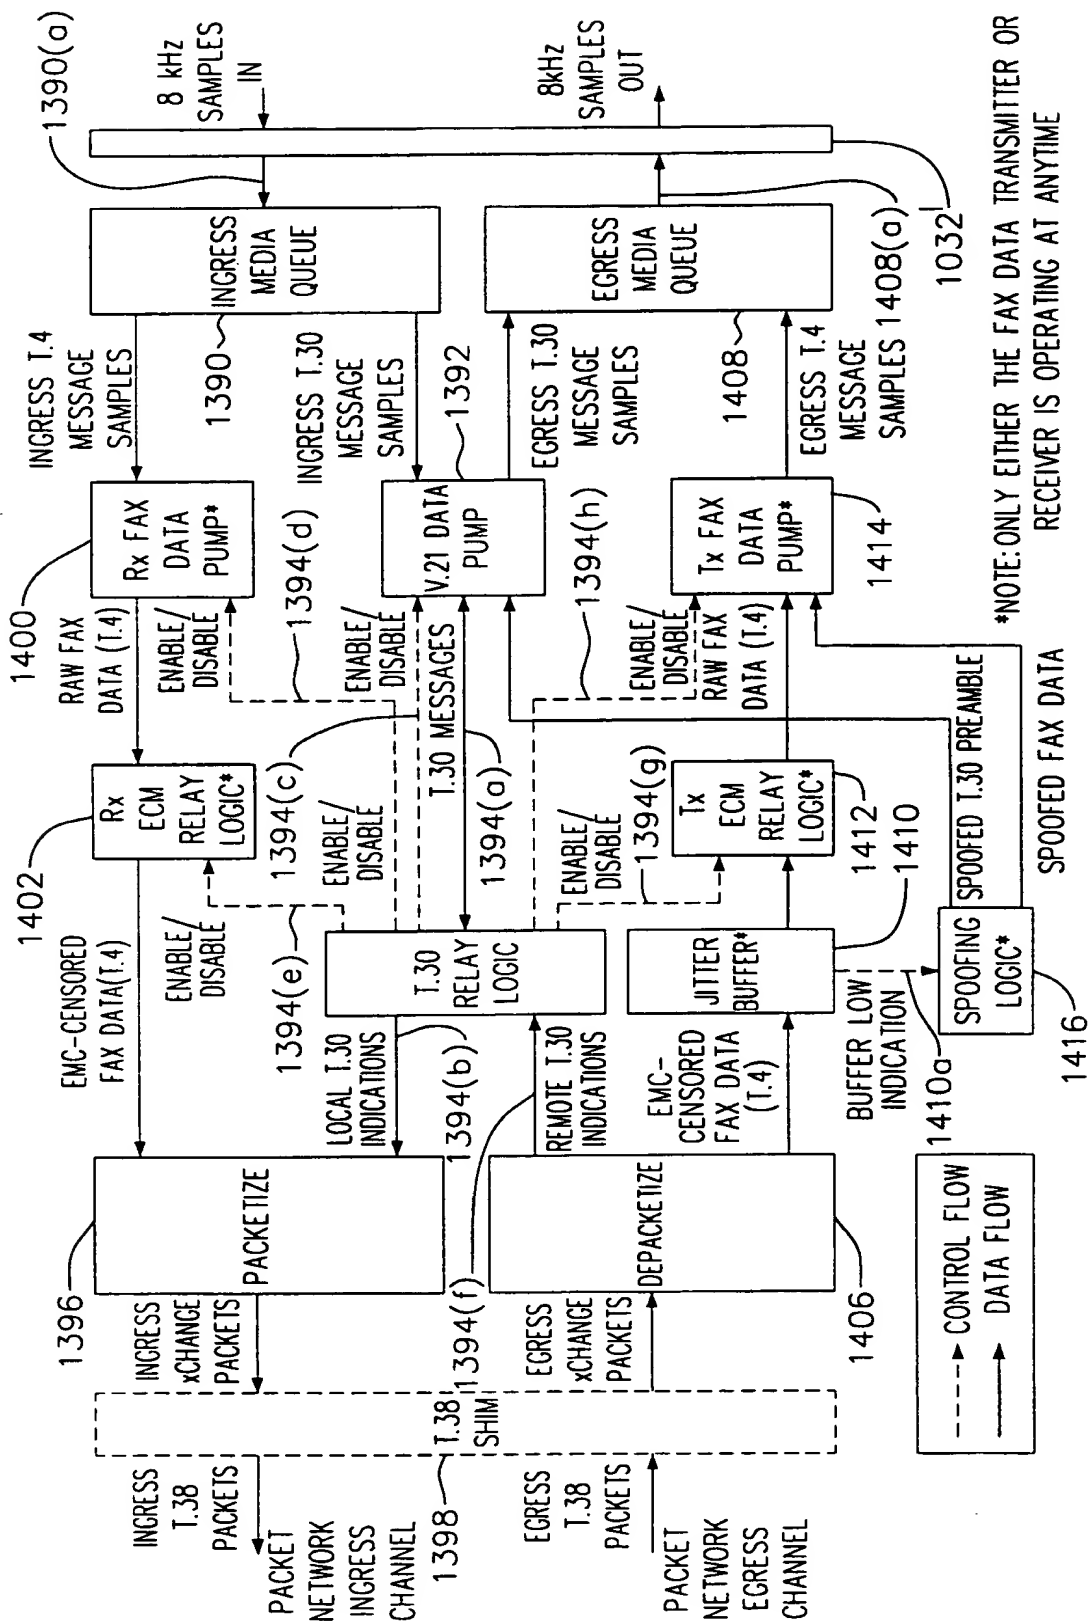 1390(a)
8 kHz
SAMPLES
IN
8kHz
SAMPLES
OUT
1032'
INGRESS
MEDIA
QUEUE
1390
EGRESS
MEDIA
QUEUE
1408
1408(a)
INGRESS T.4
MESSAGE
SAMPLES
INGRESS T.30
MESSAGE
SAMPLES
1392
EGRESS T.30
MESSAGE
SAMPLES
EGRESS T.4
MESSAGE
SAMPLES
1400
Rx FAX
DATA
PUMP*
V.21 DATA
PUMP
Tx FAX
DATA
PUMP*
1414
RAW FAX
DATA (T.4)
ENABLE/
DISABLE
1394(d)
ENABLE/
DISABLE
T.30 MESSAGES
1394(h)
ENABLE/
DISABLE
RAW FAX
DATA (T.4)
1402
Rx
ECM
RELAY
LOGIC*
1394(c)
ENABLE/
DISABLE
1394(a)
ENABLE/
DISABLE
1394(g)
Tx
ECM
RELAY
LOGIC*
1412
1410
EMC-CENSORED
FAX DATA(T.4)
ENABLE/
DISABLE
1394(e)
T.30
RELAY
LOGIC
JITTER
BUFFER*
SPOOFING
LOGIC*
1416
SPOOFED T.30 PREAMBLE
SPOOFED FAX DATA
LOCAL T.30
INDICATIONS
1394(b)
REMOTE T.30
INDICATIONS
1394(f)
EMC-
CENSORED
FAX DATA
(T.4)
BUFFER LOW
INDICATION
1410a
1396
PACKETIZE
DEPACKETIZE
1406
INGRESS
xCHANGE
PACKETS
EGRESS
xCHANGE
PACKETS
T.38
SHIM
1398
INGRESS
T.38
PACKETS
EGRESS
T.38
PACKETS
PACKET
NETWORK
INGRESS
CHANNEL
PACKET
NETWORK
EGRESS
CHANNEL
CONTROL FLOW
DATA FLOW
*NOTE: ONLY EITHER THE FAX DATA TRANSMITTER OR
RECEIVER IS OPERATING AT ANYTIME